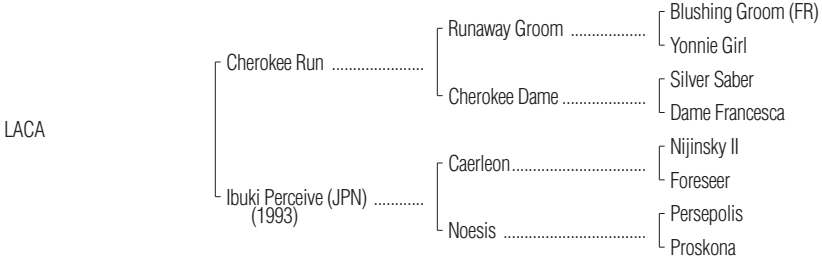 Blushing Groom (FR)
Runaway Groom ..................
Yonnie Girl
Cherokee Run ......................
Silver Saber
Cherokee Dame ....................
Dame Francesca
LACA
Nijinsky II
Caerleon................................
Foreseer
Ibuki Perceive (JPN) ............
(1993)
Persepolis
Noesis ..................................
Proskona